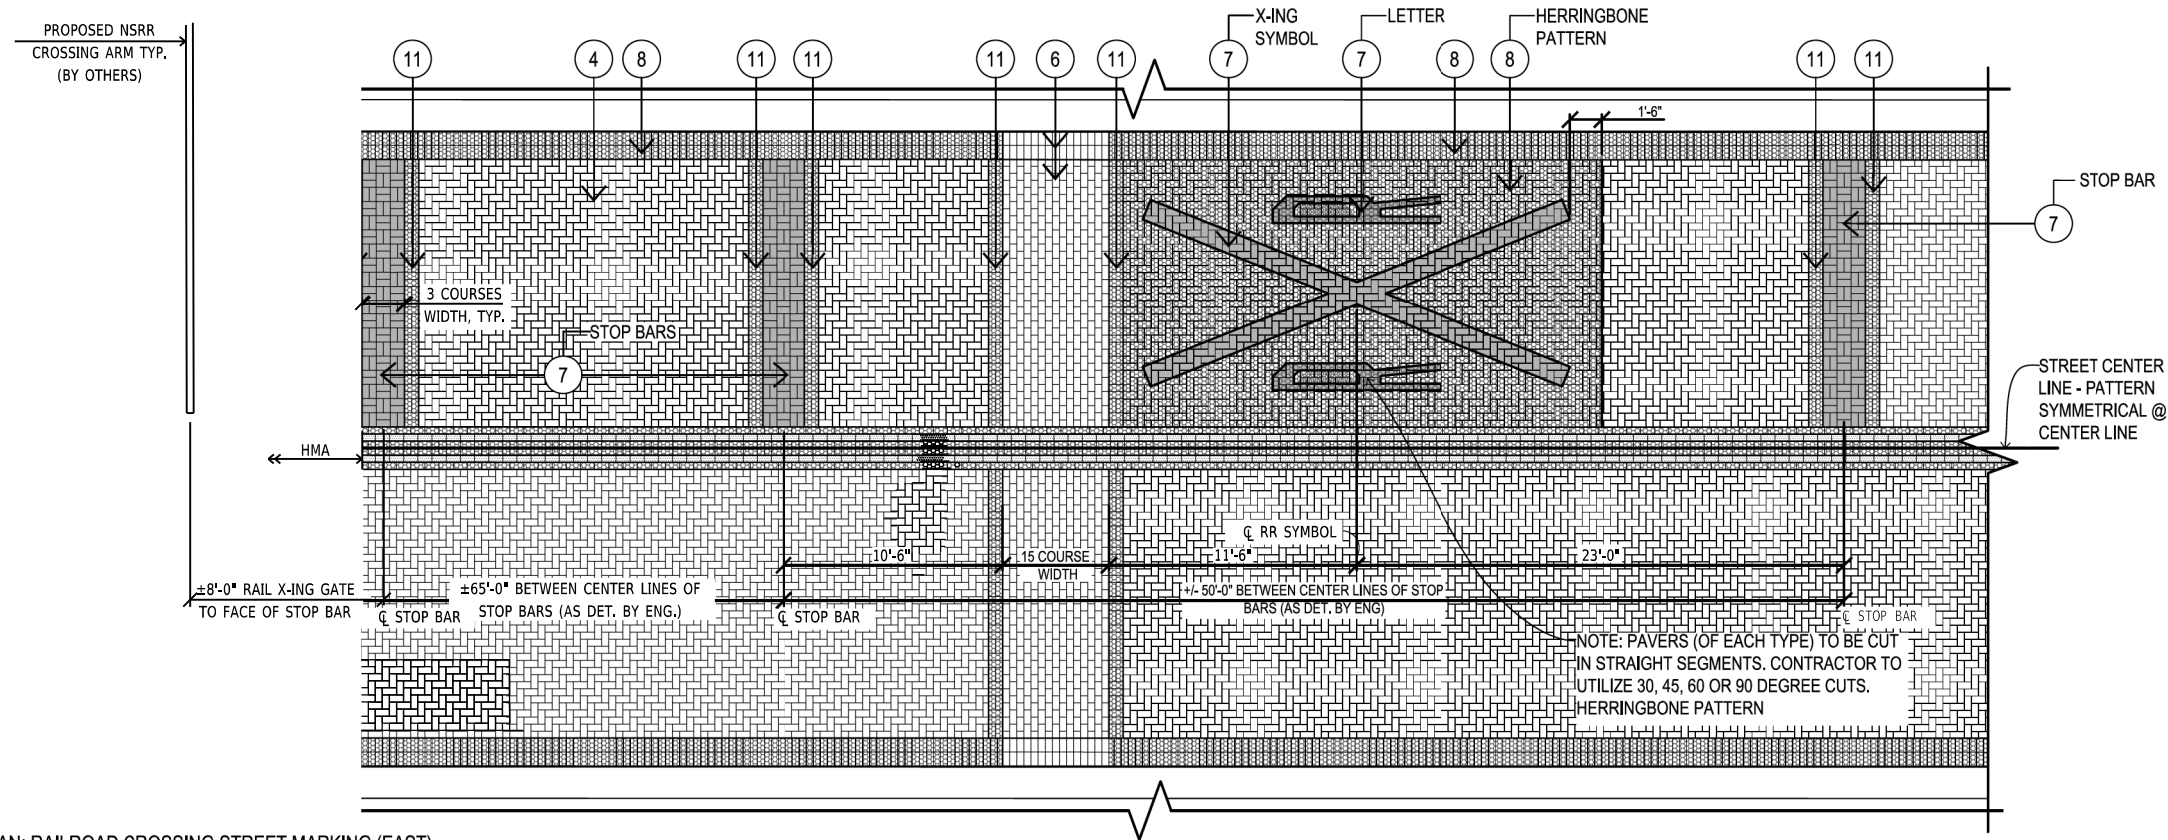 PROPOSED NSRR
CROSSING ARM TYP.
(BY OTHERS)
X-ING
SYMBOL
LETTER
HERRINGBONE
PATTERN
11
4
8
11
11
11
6
11
7
7
8
8
11
11
1'-6"
STOP BAR
7
3 COURSES
WIDTH, TYP.
STOP BARS
7
STREET CENTER
LINE - PATTERN
SYMMETRICAL @
CENTER LINE
HMA
℄ RR SYMBOL
10'-6"
15 COURSE
WIDTH
11'-6"
23'-0"
±8'-0" RAIL X-ING GATE
TO FACE OF STOP BAR
℄ STOP BAR
±65'-0" BETWEEN CENTER LINES OF
STOP BARS (AS DET. BY ENG.)
℄ STOP BAR
+/- 50'-0" BETWEEN CENTER LINES OF STOP
BARS (AS DET. BY ENG)
℄ STOP BAR
NOTE: PAVERS (OF EACH TYPE) TO BE CUT
IN STRAIGHT SEGMENTS. CONTRACTOR TO
UTILIZE 30, 45, 60 OR 90 DEGREE CUTS.
HERRINGBONE PATTERN